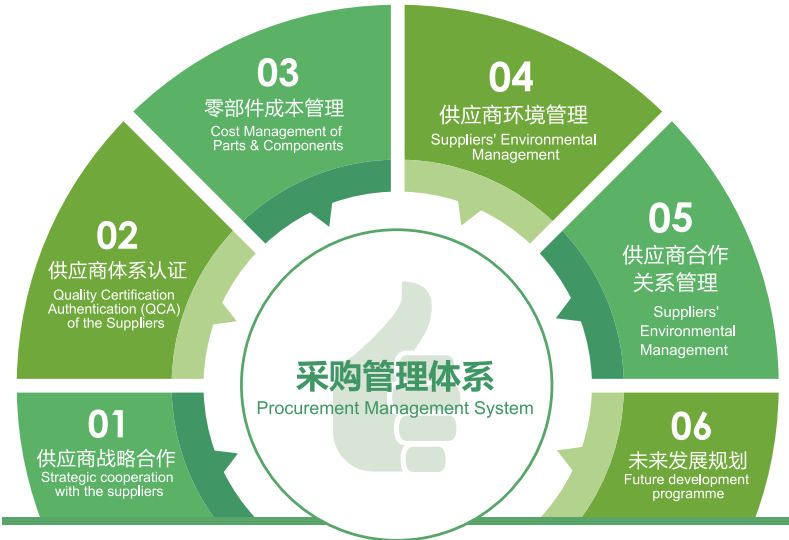 01
供应商战略合作
Strategic cooperation
with the suppliers
02
供应商体系认证
Quality Certification
Authentication (QCA)
of the Suppliers
03
零部件成本管理
Cost Management of
Parts & Components
04
供应商环境管理
Suppliers' Environmental
Management
05
供应商合作
关系管理
Suppliers'
Environmental
Management
06
未来发展规划
Future development
programme
采购管理体系
Procurement Management System